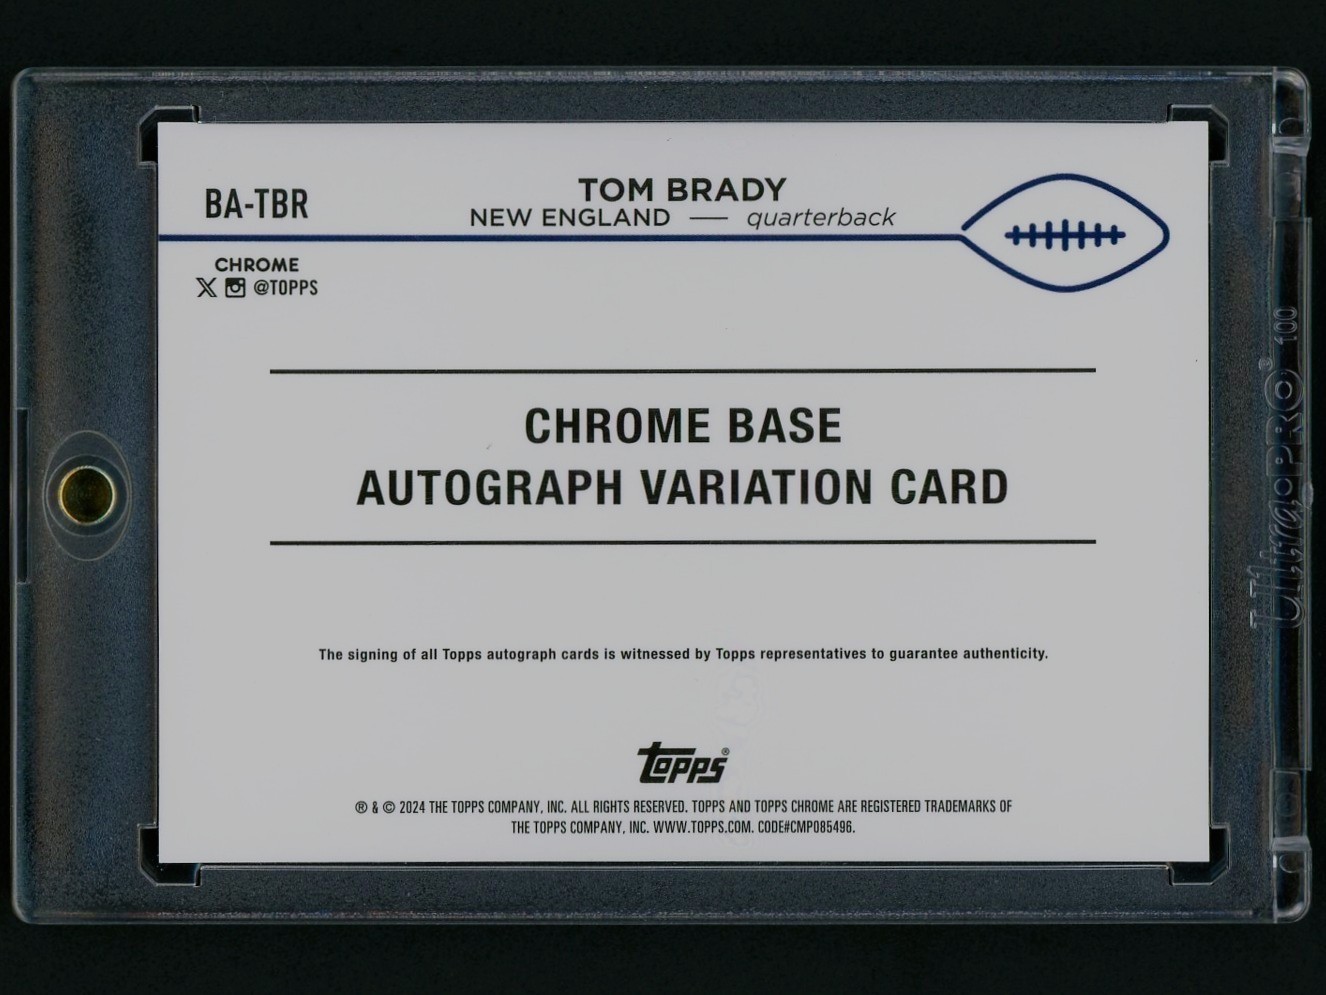 BA-TBR
TOM BRADY
NEW ENGLAND — quarterback
CHROME
X @TOPPS
CHROME BASE
AUTOGRAPH VARIATION CARD
The signing of all Topps autograph cards is witnessed by Topps representatives to guarantee authenticity.
topps®
® & © 2024 THE TOPPS COMPANY, INC. ALL RIGHTS RESERVED. TOPPS AND TOPPS CHROME ARE REGISTERED TRADEMARKS OF
THE TOPPS COMPANY, INC. WWW.TOPPS.COM. CODE#CMP085496.
Ultra•PRO® 100